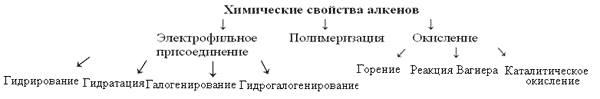 Химические свойства алкенов
Электрофильное присоединение
Полимеризация
Окисление
Гидрирование
Гидратация
Галогенирование
Гидрогалогенирование
Горение
Реакция Вагнера
Каталитическое окисление